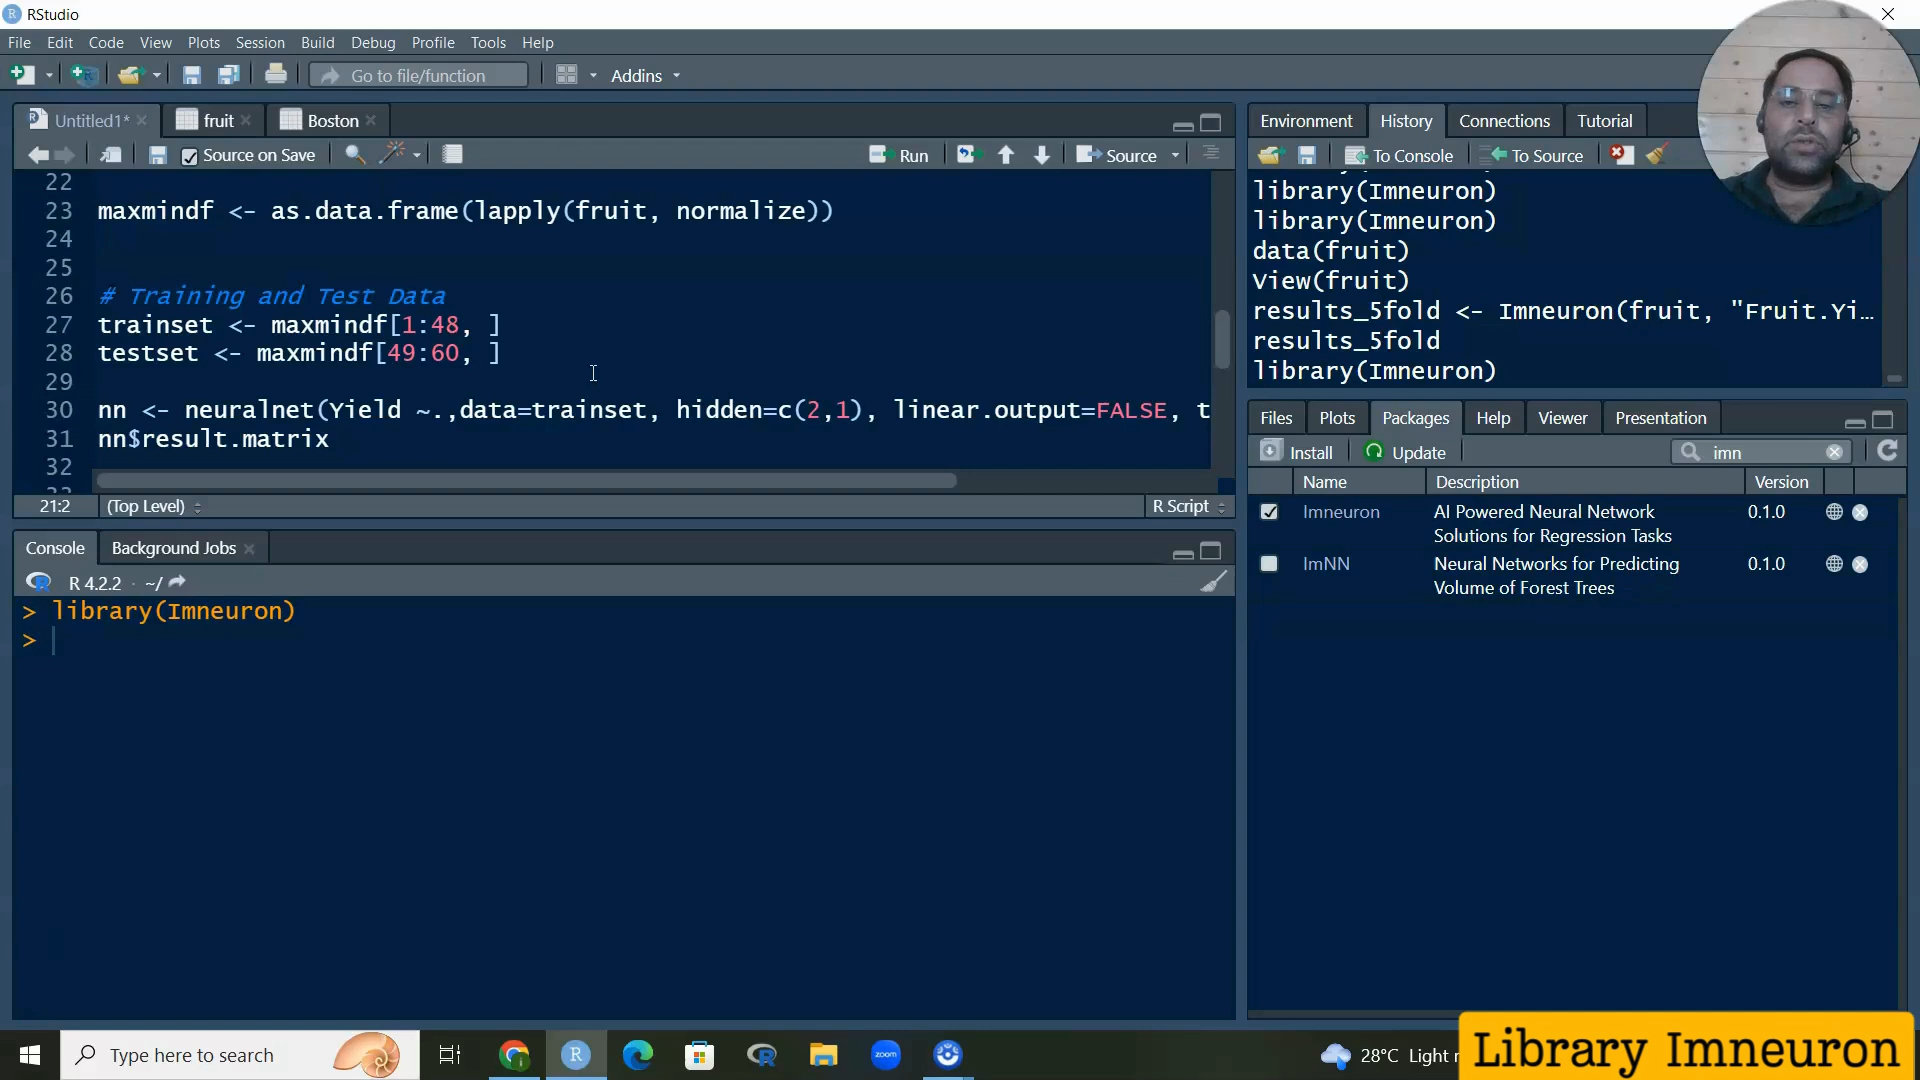 RStudio
File Edit Code View Plots Session Build Debug Profile Tools Help
Go to file/function Addins
Untitled1* fruit Boston
Source on Save Run Source
22
23 maxmindf <- as.data.frame(lapply(fruit, normalize))
24
25
26 # Training and Test Data
27 trainset <- maxmindf[1:48, ]
28 testset <- maxmindf[49:60, ]
29
30 nn <- neuralnet(Yield ~.,data=trainset, hidden=c(2,1), linear.output=FALSE, t
31 nn$result.matrix
32
33
21:2 (Top Level) R Script
Console Background Jobs
R 4.2.2 · ~/
> library(Imneuron)
>
Environment History Connections Tutorial
To Console To Source
library(Imneuron)
library(Imneuron)
data(fruit)
View(fruit)
results_5fold <- Imneuron(fruit, "Fruit.Yi…
results_5fold
library(Imneuron)
Files Plots Packages Help Viewer Presentation
Install Update imn
Name Description Version
Imneuron AI Powered Neural Network 0.1.0
Solutions for Regression Tasks
ImNN Neural Networks for Predicting 0.1.0
Volume of Forest Trees
Type here to search
zoom
28°C Light r
Library Imneuron